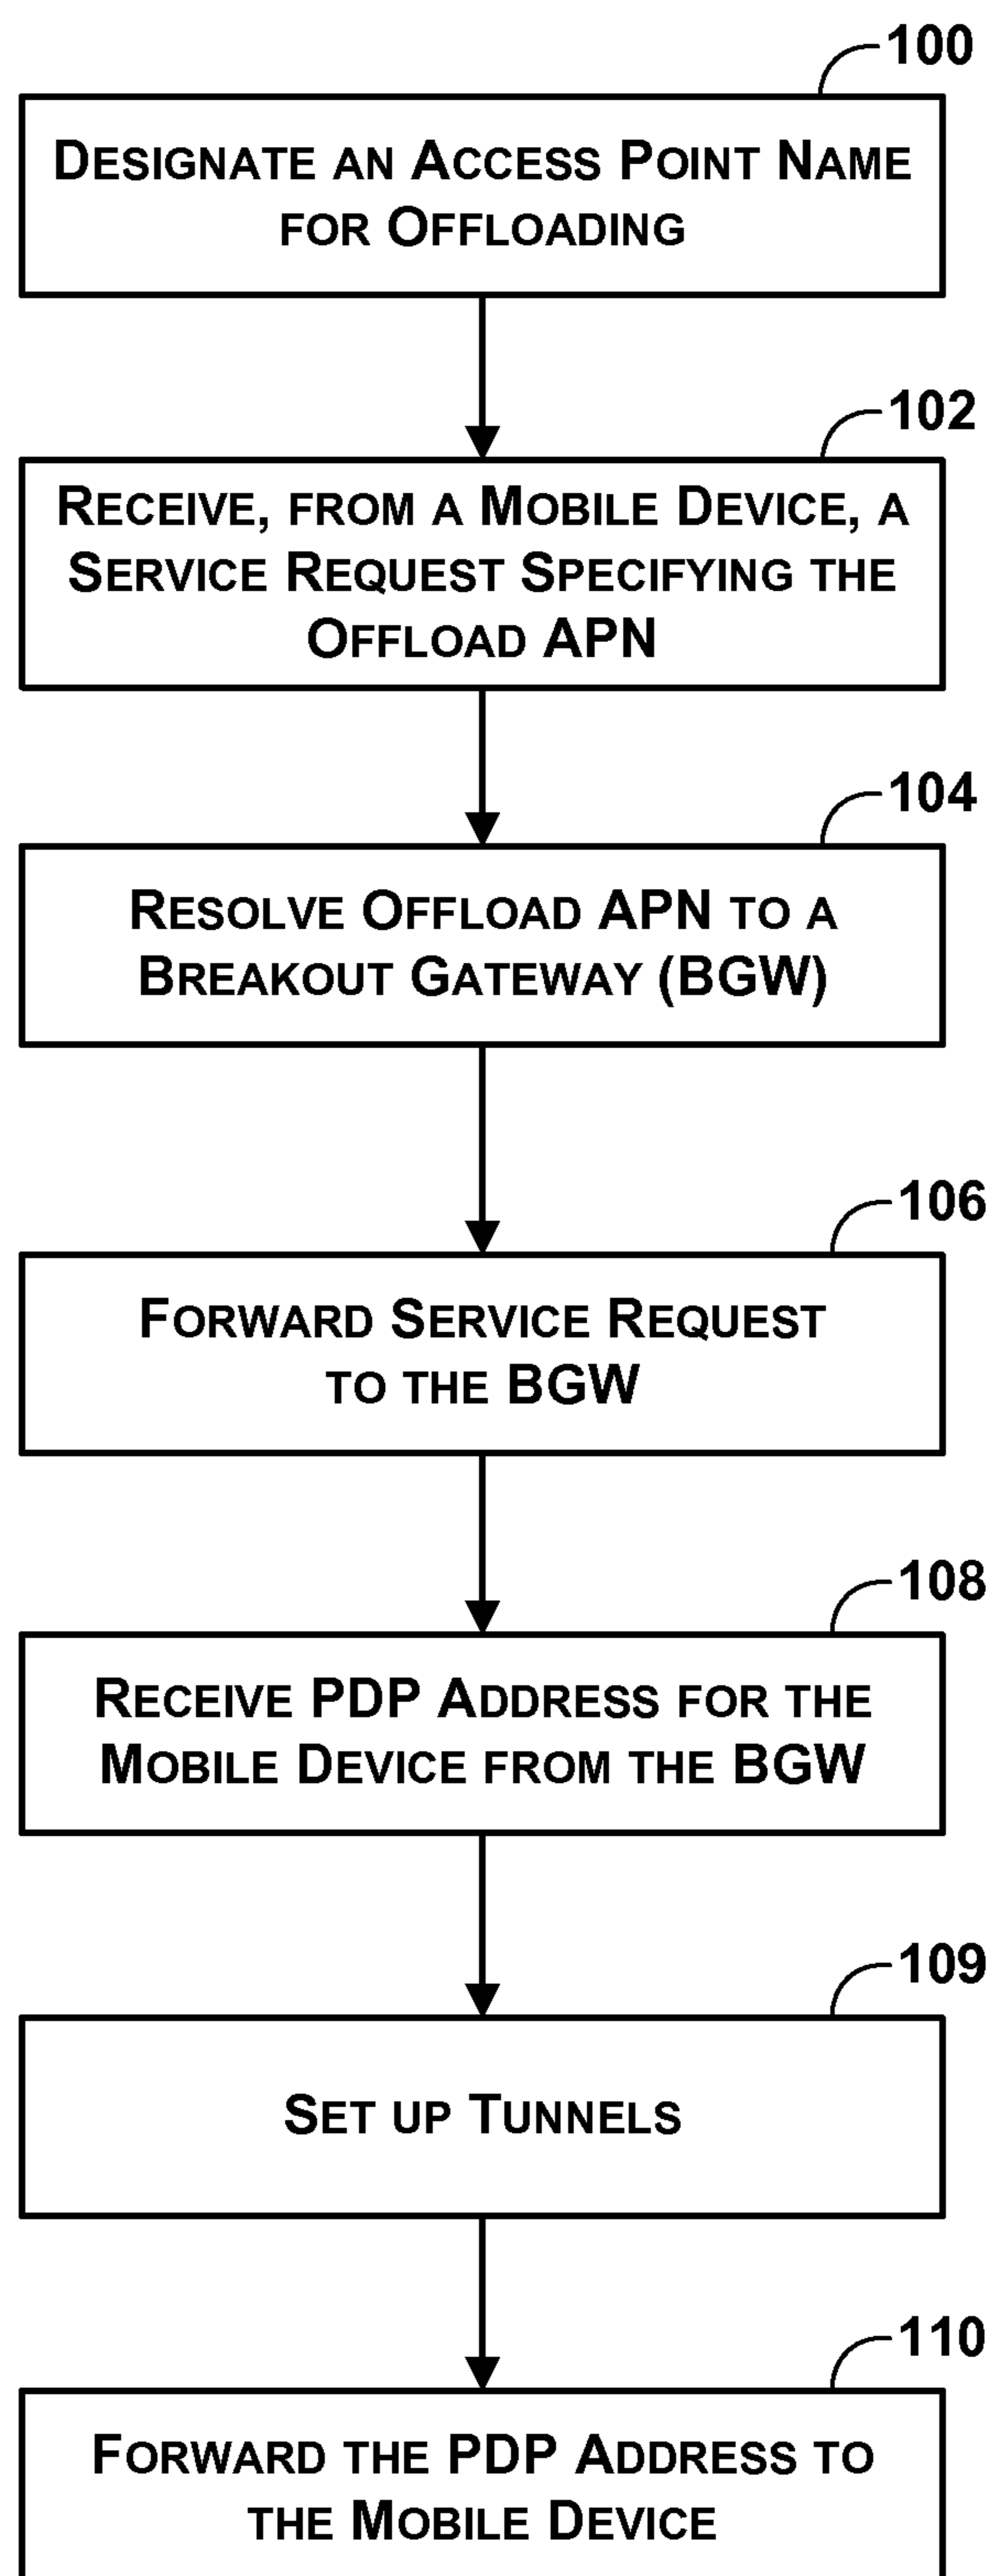 100
DESIGNATE AN ACCESS POINT NAME
FOR OFFLOADING
102
RECEIVE, FROM A MOBILE DEVICE, A
SERVICE REQUEST SPECIFYING THE
OFFLOAD APN
104
RESOLVE OFFLOAD APN TO A
BREAKOUT GATEWAY (BGW)
106
FORWARD SERVICE REQUEST
TO THE BGW
108
RECEIVE PDP ADDRESS FOR THE
MOBILE DEVICE FROM THE BGW
109
SET UP TUNNELS
110
FORWARD THE PDP ADDRESS TO
THE MOBILE DEVICE